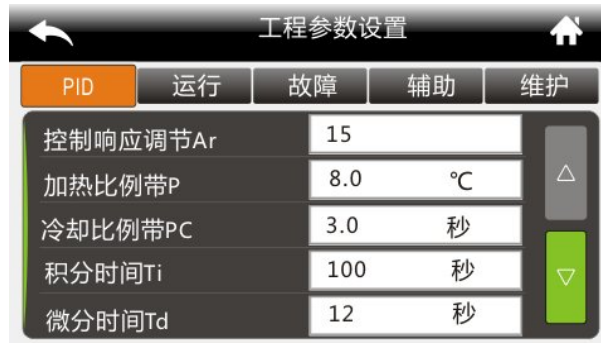 工程参数设置
PID 运行 故障 辅助 维护
控制响应调节Ar 15
加热比例带P 8.0 ℃
冷却比例带PC 3.0 秒
积分时间Ti 100 秒
微分时间Td 12 秒